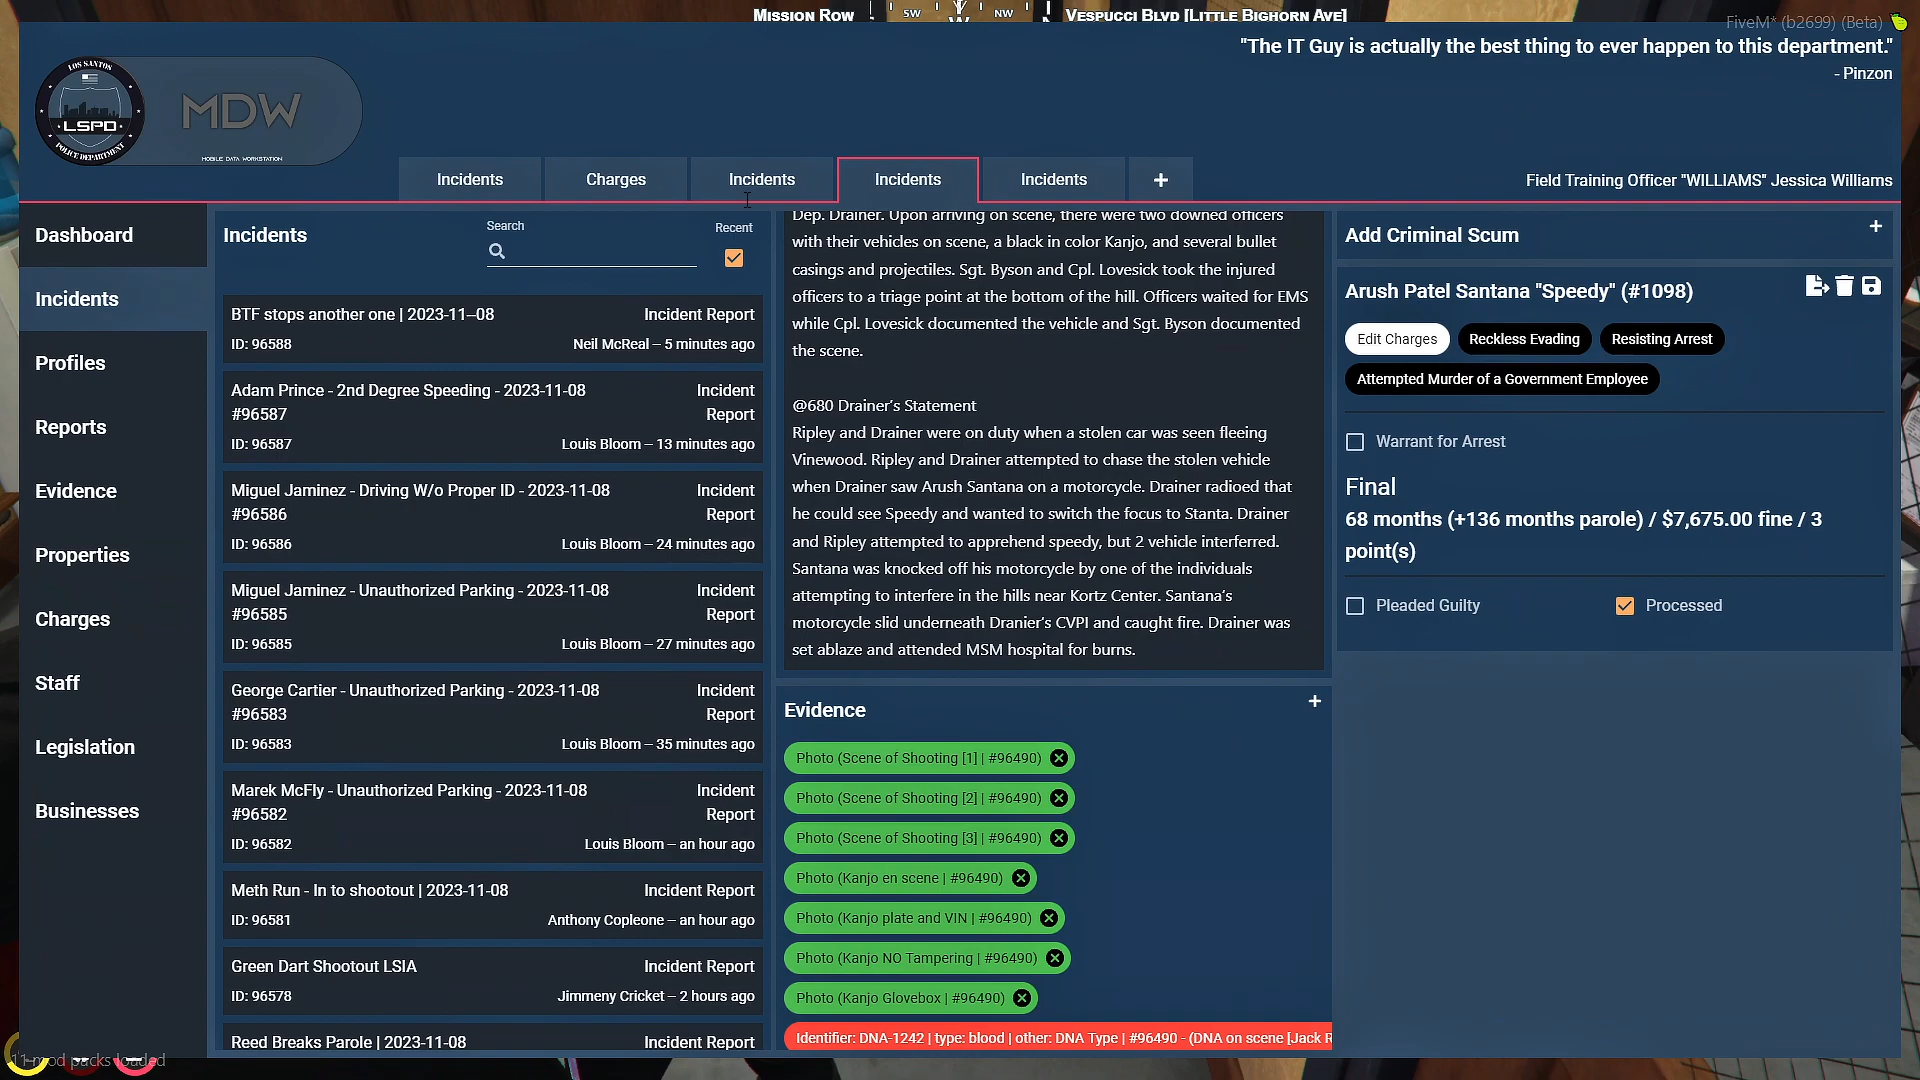 Mission Row
SW
W
NW
Vespucci Blvd [Little Bighorn Ave]
FiveM* (b2699) (Beta)
"The IT Guy is actually the best thing to ever happen to this department."
- Pinzon
LOS SANTOS
LSPD
POLICE DEPARTMENT
MDW
MOBILE DATA WORKSTATION
Incidents
Charges
Incidents
Incidents
Incidents
+
Field Training Officer "WILLIAMS" Jessica Williams
Dashboard
Incidents
Profiles
Reports
Evidence
Properties
Charges
Staff
Legislation
Businesses
Incidents
Search
Recent
BTF stops another one | 2023-11--08
Incident Report
ID: 96588
Neil McReal – 5 minutes ago
Adam Prince - 2nd Degree Speeding - 2023-11-08
#96587
Incident
Report
ID: 96587
Louis Bloom – 13 minutes ago
Miguel Jaminez - Driving W/o Proper ID - 2023-11-08
#96586
Incident
Report
ID: 96586
Louis Bloom – 24 minutes ago
Miguel Jaminez - Unauthorized Parking - 2023-11-08
#96585
Incident
Report
ID: 96585
Louis Bloom – 27 minutes ago
George Cartier - Unauthorized Parking - 2023-11-08
#96583
Incident
Report
ID: 96583
Louis Bloom – 35 minutes ago
Marek McFly - Unauthorized Parking - 2023-11-08
#96582
Incident
Report
ID: 96582
Louis Bloom – an hour ago
Meth Run - In to shootout | 2023-11-08
Incident Report
ID: 96581
Anthony Copleone – an hour ago
Green Dart Shootout LSIA
Incident Report
ID: 96578
Jimmeny Cricket – 2 hours ago
Reed Breaks Parole | 2023-11-08
Incident Report
Dep. Drainer. Upon arriving on scene, there were two downed officers
with their vehicles on scene, a black in color Kanjo, and several bullet
casings and projectiles. Sgt. Byson and Cpl. Lovesick took the injured
officers to a triage point at the bottom of the hill. Officers waited for EMS
while Cpl. Lovesick documented the vehicle and Sgt. Byson documented
the scene.
@680 Drainer's Statement
Ripley and Drainer were on duty when a stolen car was seen fleeing
Vinewood. Ripley and Drainer attempted to chase the stolen vehicle
when Drainer saw Arush Santana on a motorcycle. Drainer radioed that
he could see Speedy and wanted to switch the focus to Stanta. Drainer
and Ripley attempted to apprehend speedy, but 2 vehicle interferred.
Santana was knocked off his motorcycle by one of the individuals
attempting to interfere in the hills near Kortz Center. Santana's
motorcycle slid underneath Dranier's CVPI and caught fire. Drainer was
set ablaze and attended MSM hospital for burns.
Evidence
+
Photo (Scene of Shooting [1] | #96490)
Photo (Scene of Shooting [2] | #96490)
Photo (Scene of Shooting [3] | #96490)
Photo (Kanjo en scene | #96490)
Photo (Kanjo plate and VIN | #96490)
Photo (Kanjo NO Tampering | #96490)
Photo (Kanjo Glovebox | #96490)
Identifier: DNA-1242 | type: blood | other: DNA Type | #96490 - (DNA on scene [Jack R
Add Criminal Scum
+
Arush Patel Santana "Speedy" (#1098)
Edit Charges
Reckless Evading
Resisting Arrest
Attempted Murder of a Government Employee
Warrant for Arrest
Final
68 months (+136 months parole) / $7,675.00 fine / 3
point(s)
Pleaded Guilty
Processed
11 mod packs loaded